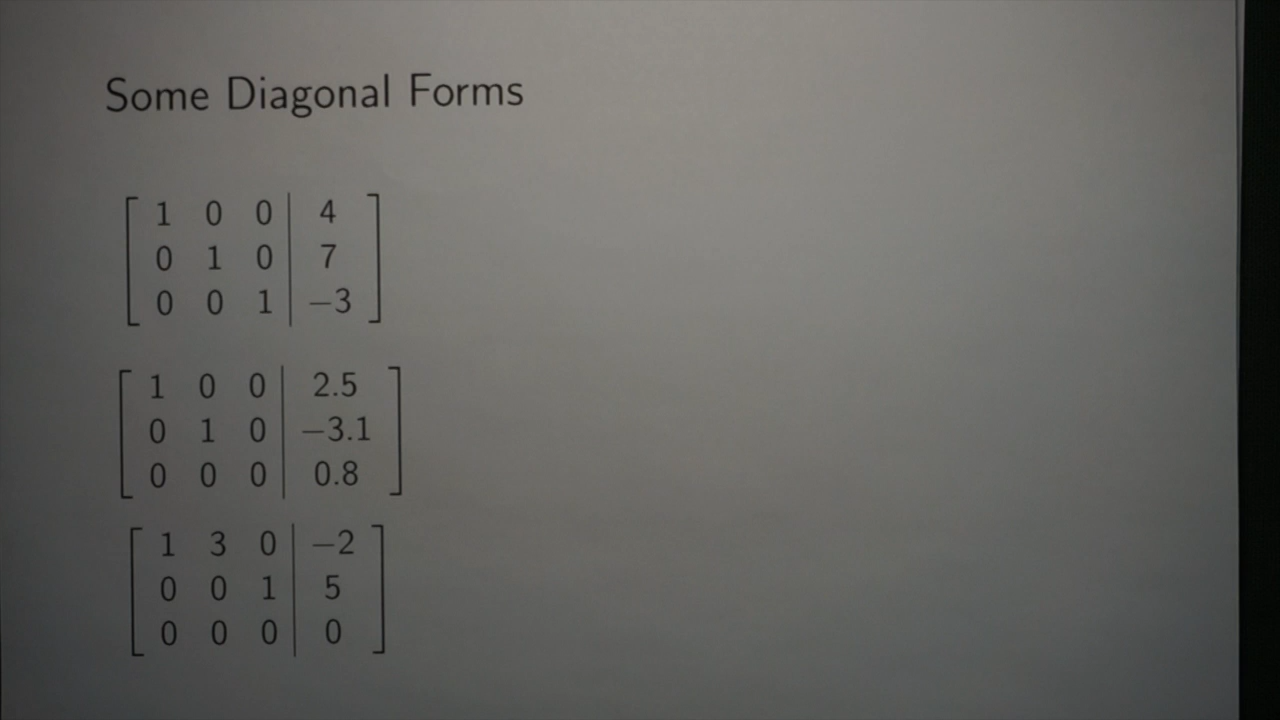 Some Diagonal Forms
1 0 0 4
0 1 0 7
0 0 1 −3
1 0 0 2.5
0 1 0 −3.1
0 0 0 0.8
1 3 0 −2
0 0 1 5
0 0 0 0